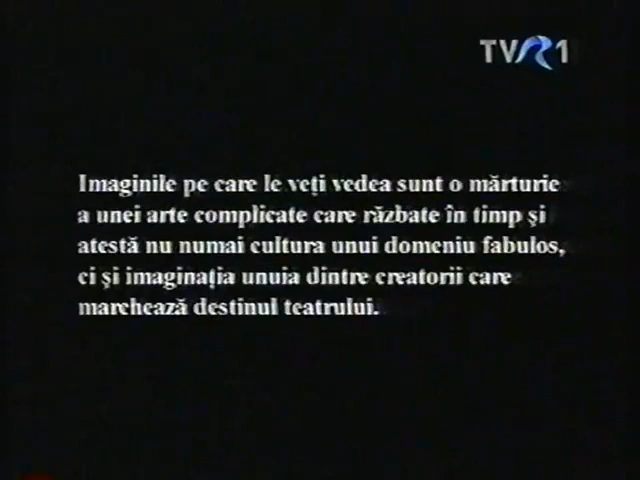 TVR1
Imaginile pe care le veți vedea sunt o mărturie
a unei arte complicate care răzbate în timp și
atestă nu numai cultura unui domeniu fabulos,
ci și imaginația unuia dintre creatorii care
marchează destinul teatrului.